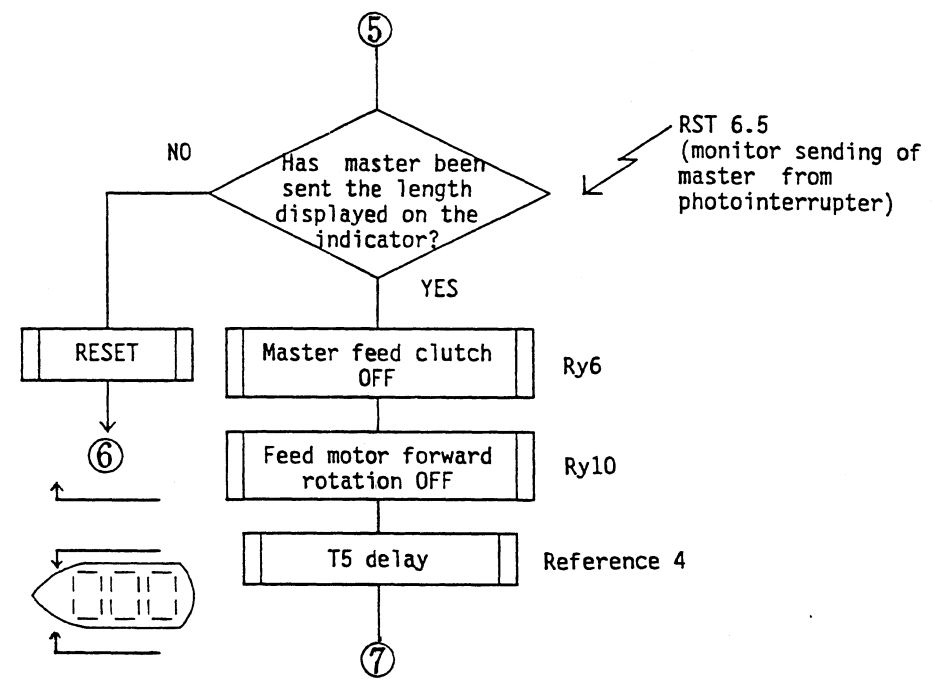 5
NO
Has master been
sent the length
displayed on the
indicator?
RST 6.5
(monitor sending of
master from
photointerrupter)
YES
RESET
6
Master feed clutch
OFF
Ry6
Feed motor forward
rotation OFF
Ry10
T5 delay
Reference 4
000
7